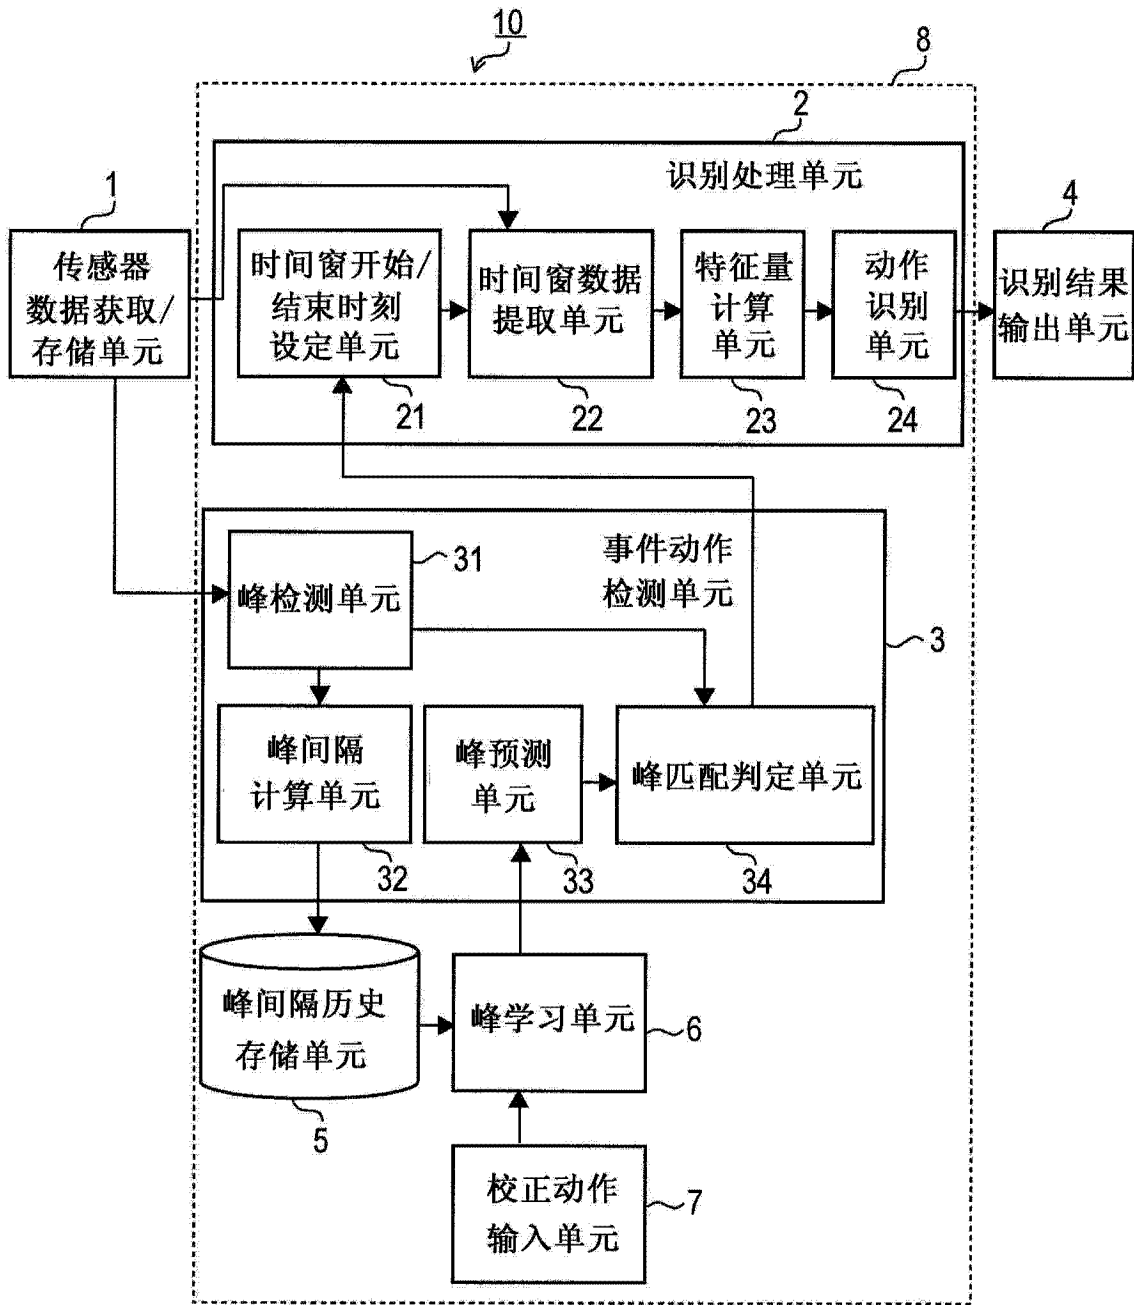 10
8
2
识别处理单元
1
4
传感器
数据获取/
存储单元
时间窗开始/
结束时刻
设定单元
时间窗数据
提取单元
特征量
计算
单元
动作
识别
单元
识别结果
输出单元
21
22
23
24
31
峰检测单元
事件动作
检测单元
3
峰间隔
计算单元
峰预测
单元
峰匹配判定单元
32
33
34
峰间隔历史
存储单元
5
峰学习单元
6
校正动作
输入单元
7